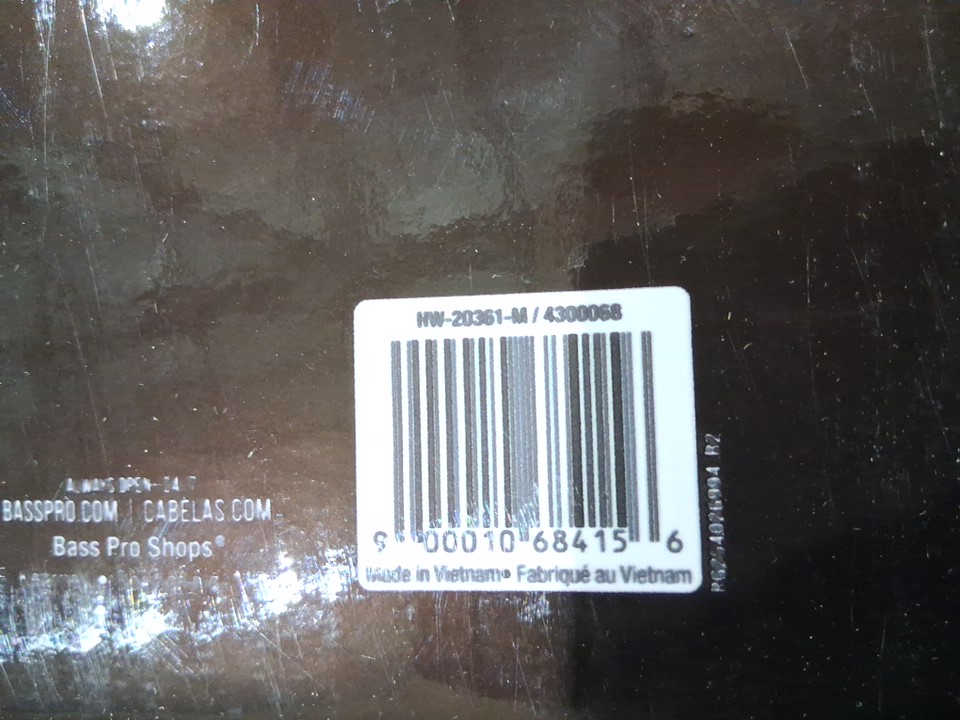 HW-20361-M / 4300068
9 00010 68415 6
Made in Vietnam • Fabriqué au Vietnam
ALWAYS OPEN
BASSPRO.COM | CABELAS.COM
Bass Pro Shops®